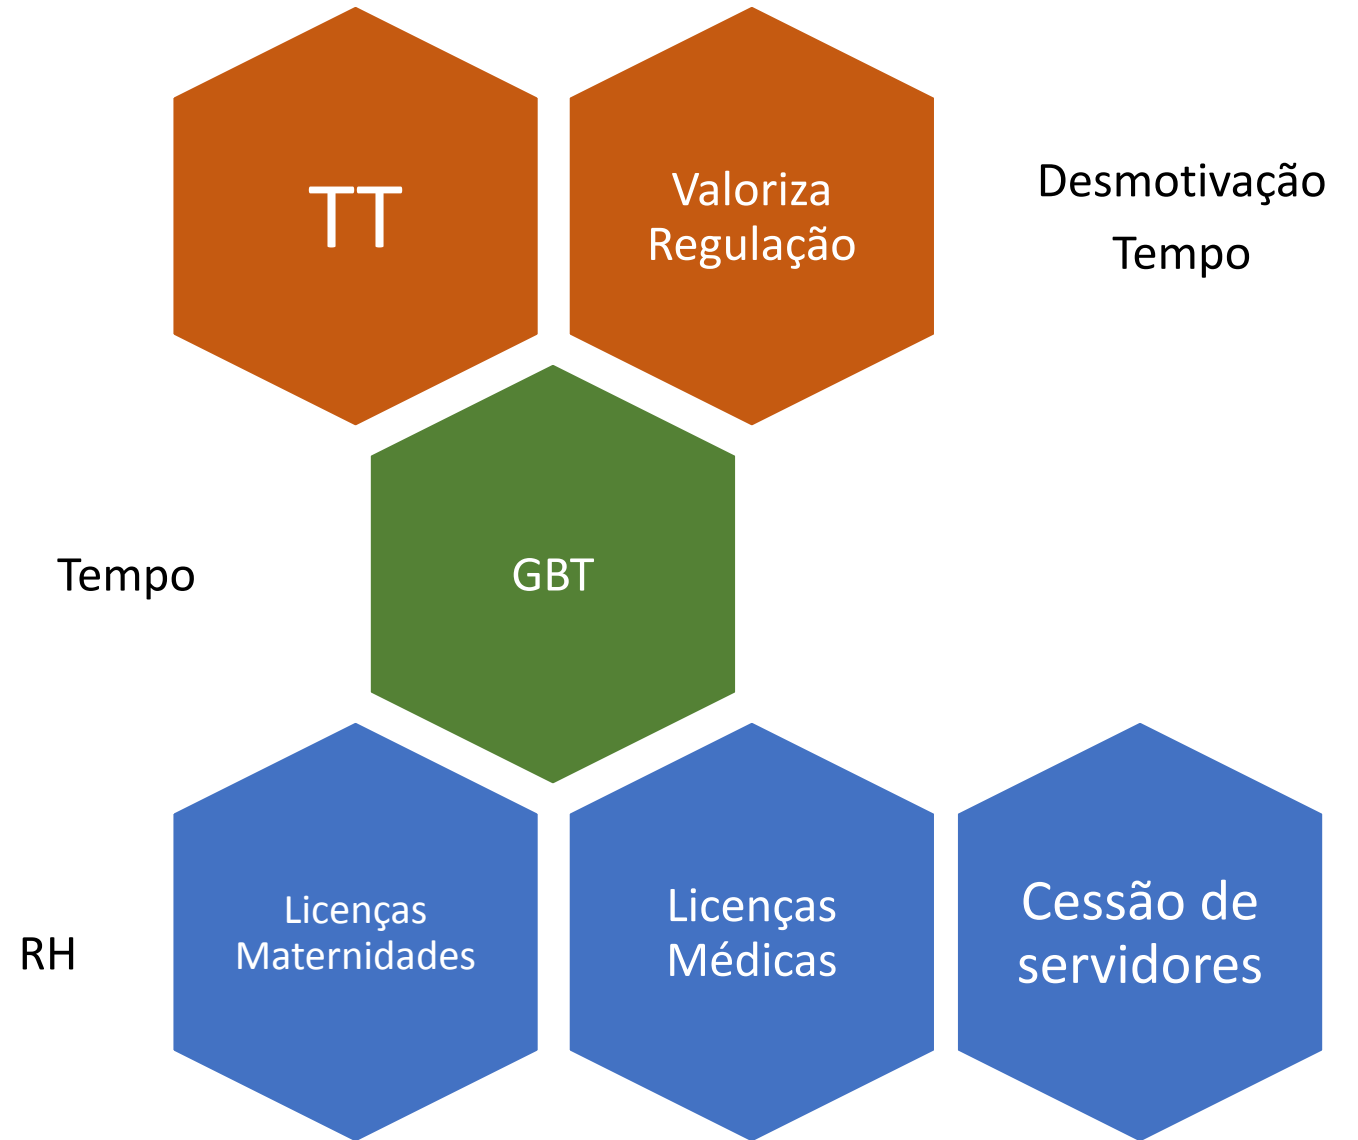 TT
Valoriza
Regulação
Desmotivação
Tempo
Tempo
GBT
RH
Licenças
Maternidades
Licenças
Médicas
Cessão de
servidores